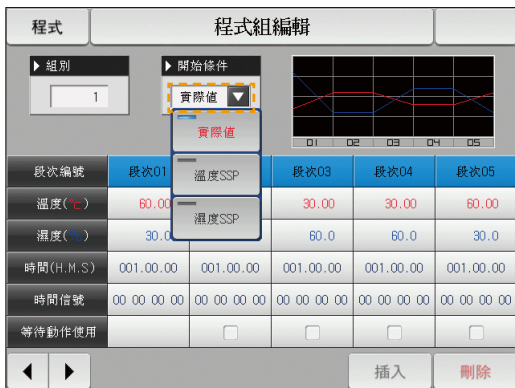 程式 程式組編輯
▶ 組別 ▶ 開始條件
1 實際值 ▼
實際值
溫度SSP
濕度SSP
01 02 03 04 05
段次編號 段次01 段次03 段次04 段次05
溫度(℃) 60.00 30.00 30.00 60.00
濕度(%) 30.0 60.0 60.0 30.0
時間(H.M.S) 001.00.00 001.00.00 001.00.00 001.00.00 001.00.00
時間信號 00 00 00 00 00 00 00 00 00 00 00 00 00 00 00 00 00 00 00 00
等待動作使用
◀ ▶ 插入 刪除